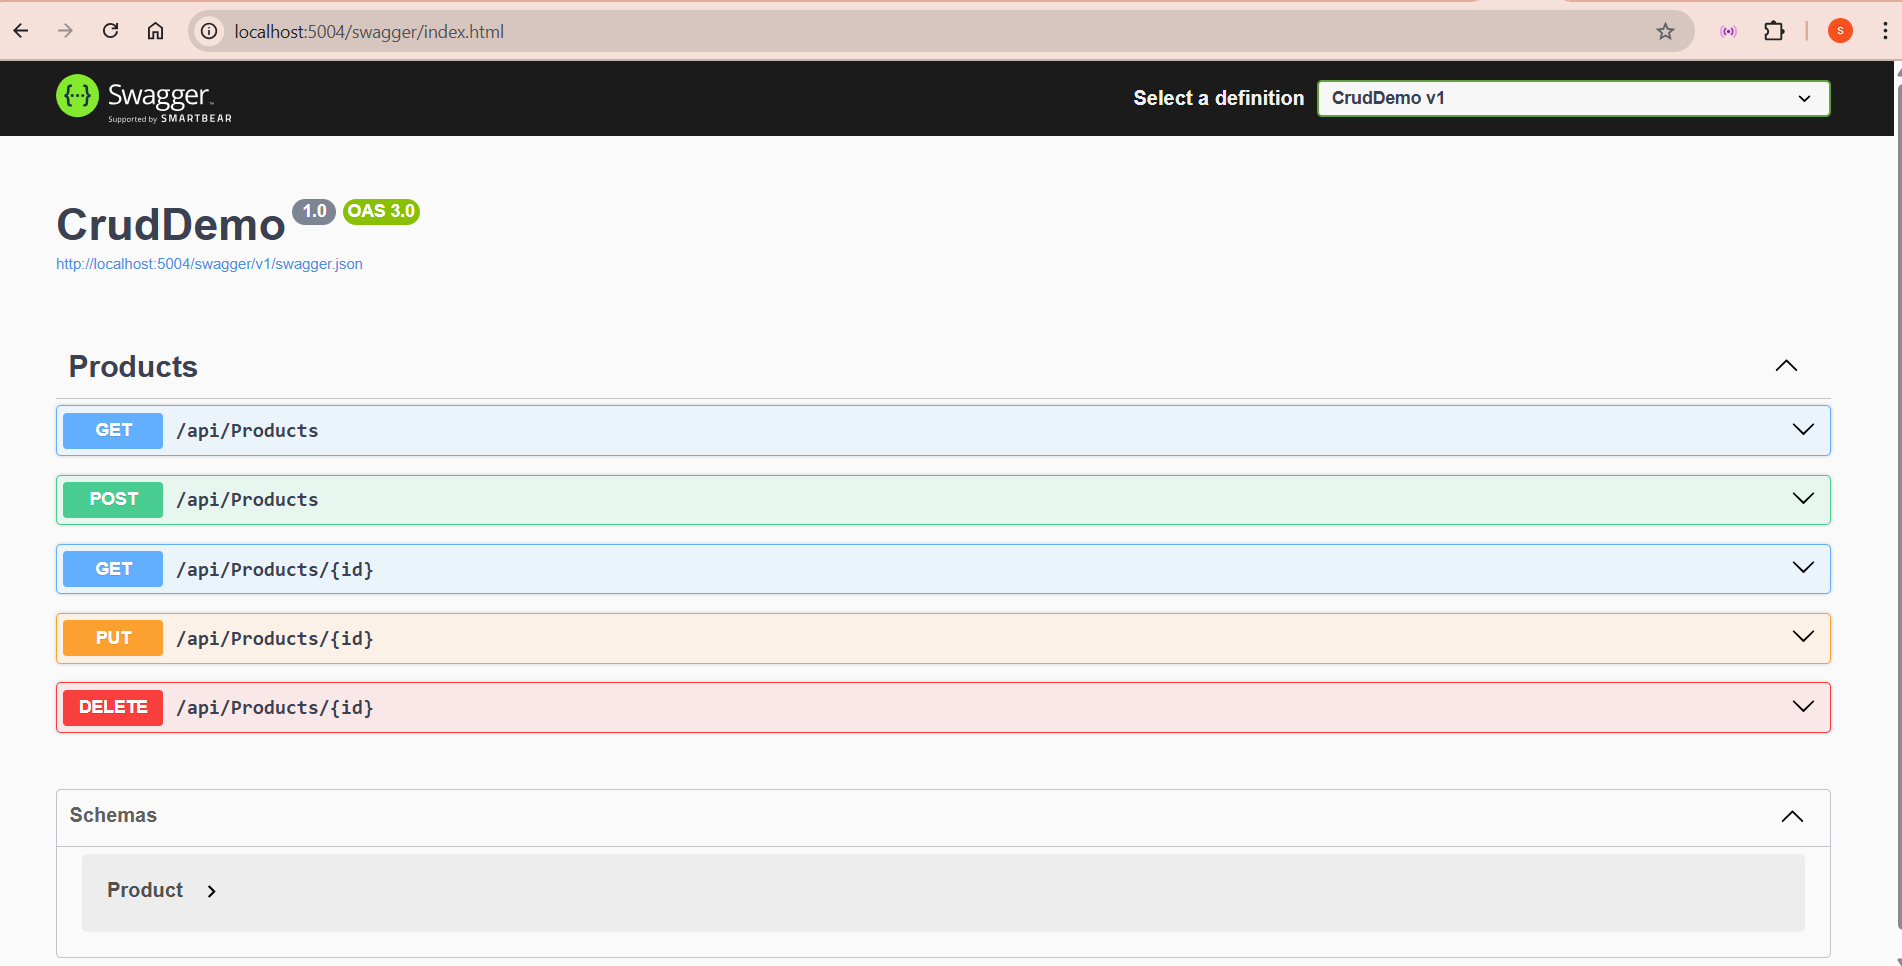 localhost:5004/swagger/index.html
S
{···} Swagger™
Supported by SMARTBEAR
Select a definition
CrudDemo v1
CrudDemo 1.0 OAS 3.0
http://localhost:5004/swagger/v1/swagger.json
Products
GET /api/Products
POST /api/Products
GET /api/Products/{id}
PUT /api/Products/{id}
DELETE /api/Products/{id}
Schemas
Product